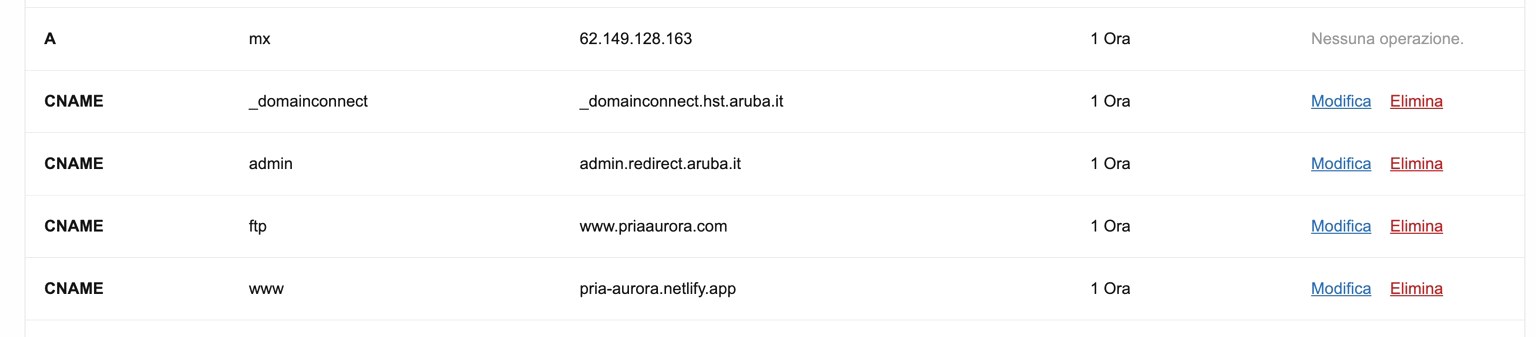 A mx 62.149.128.163 1 Ora Nessuna operazione.
CNAME _domainconnect _domainconnect.hst.aruba.it 1 Ora Modifica Elimina
CNAME admin admin.redirect.aruba.it 1 Ora Modifica Elimina
CNAME ftp www.priaaurora.com 1 Ora Modifica Elimina
CNAME www pria-aurora.netlify.app 1 Ora Modifica Elimina